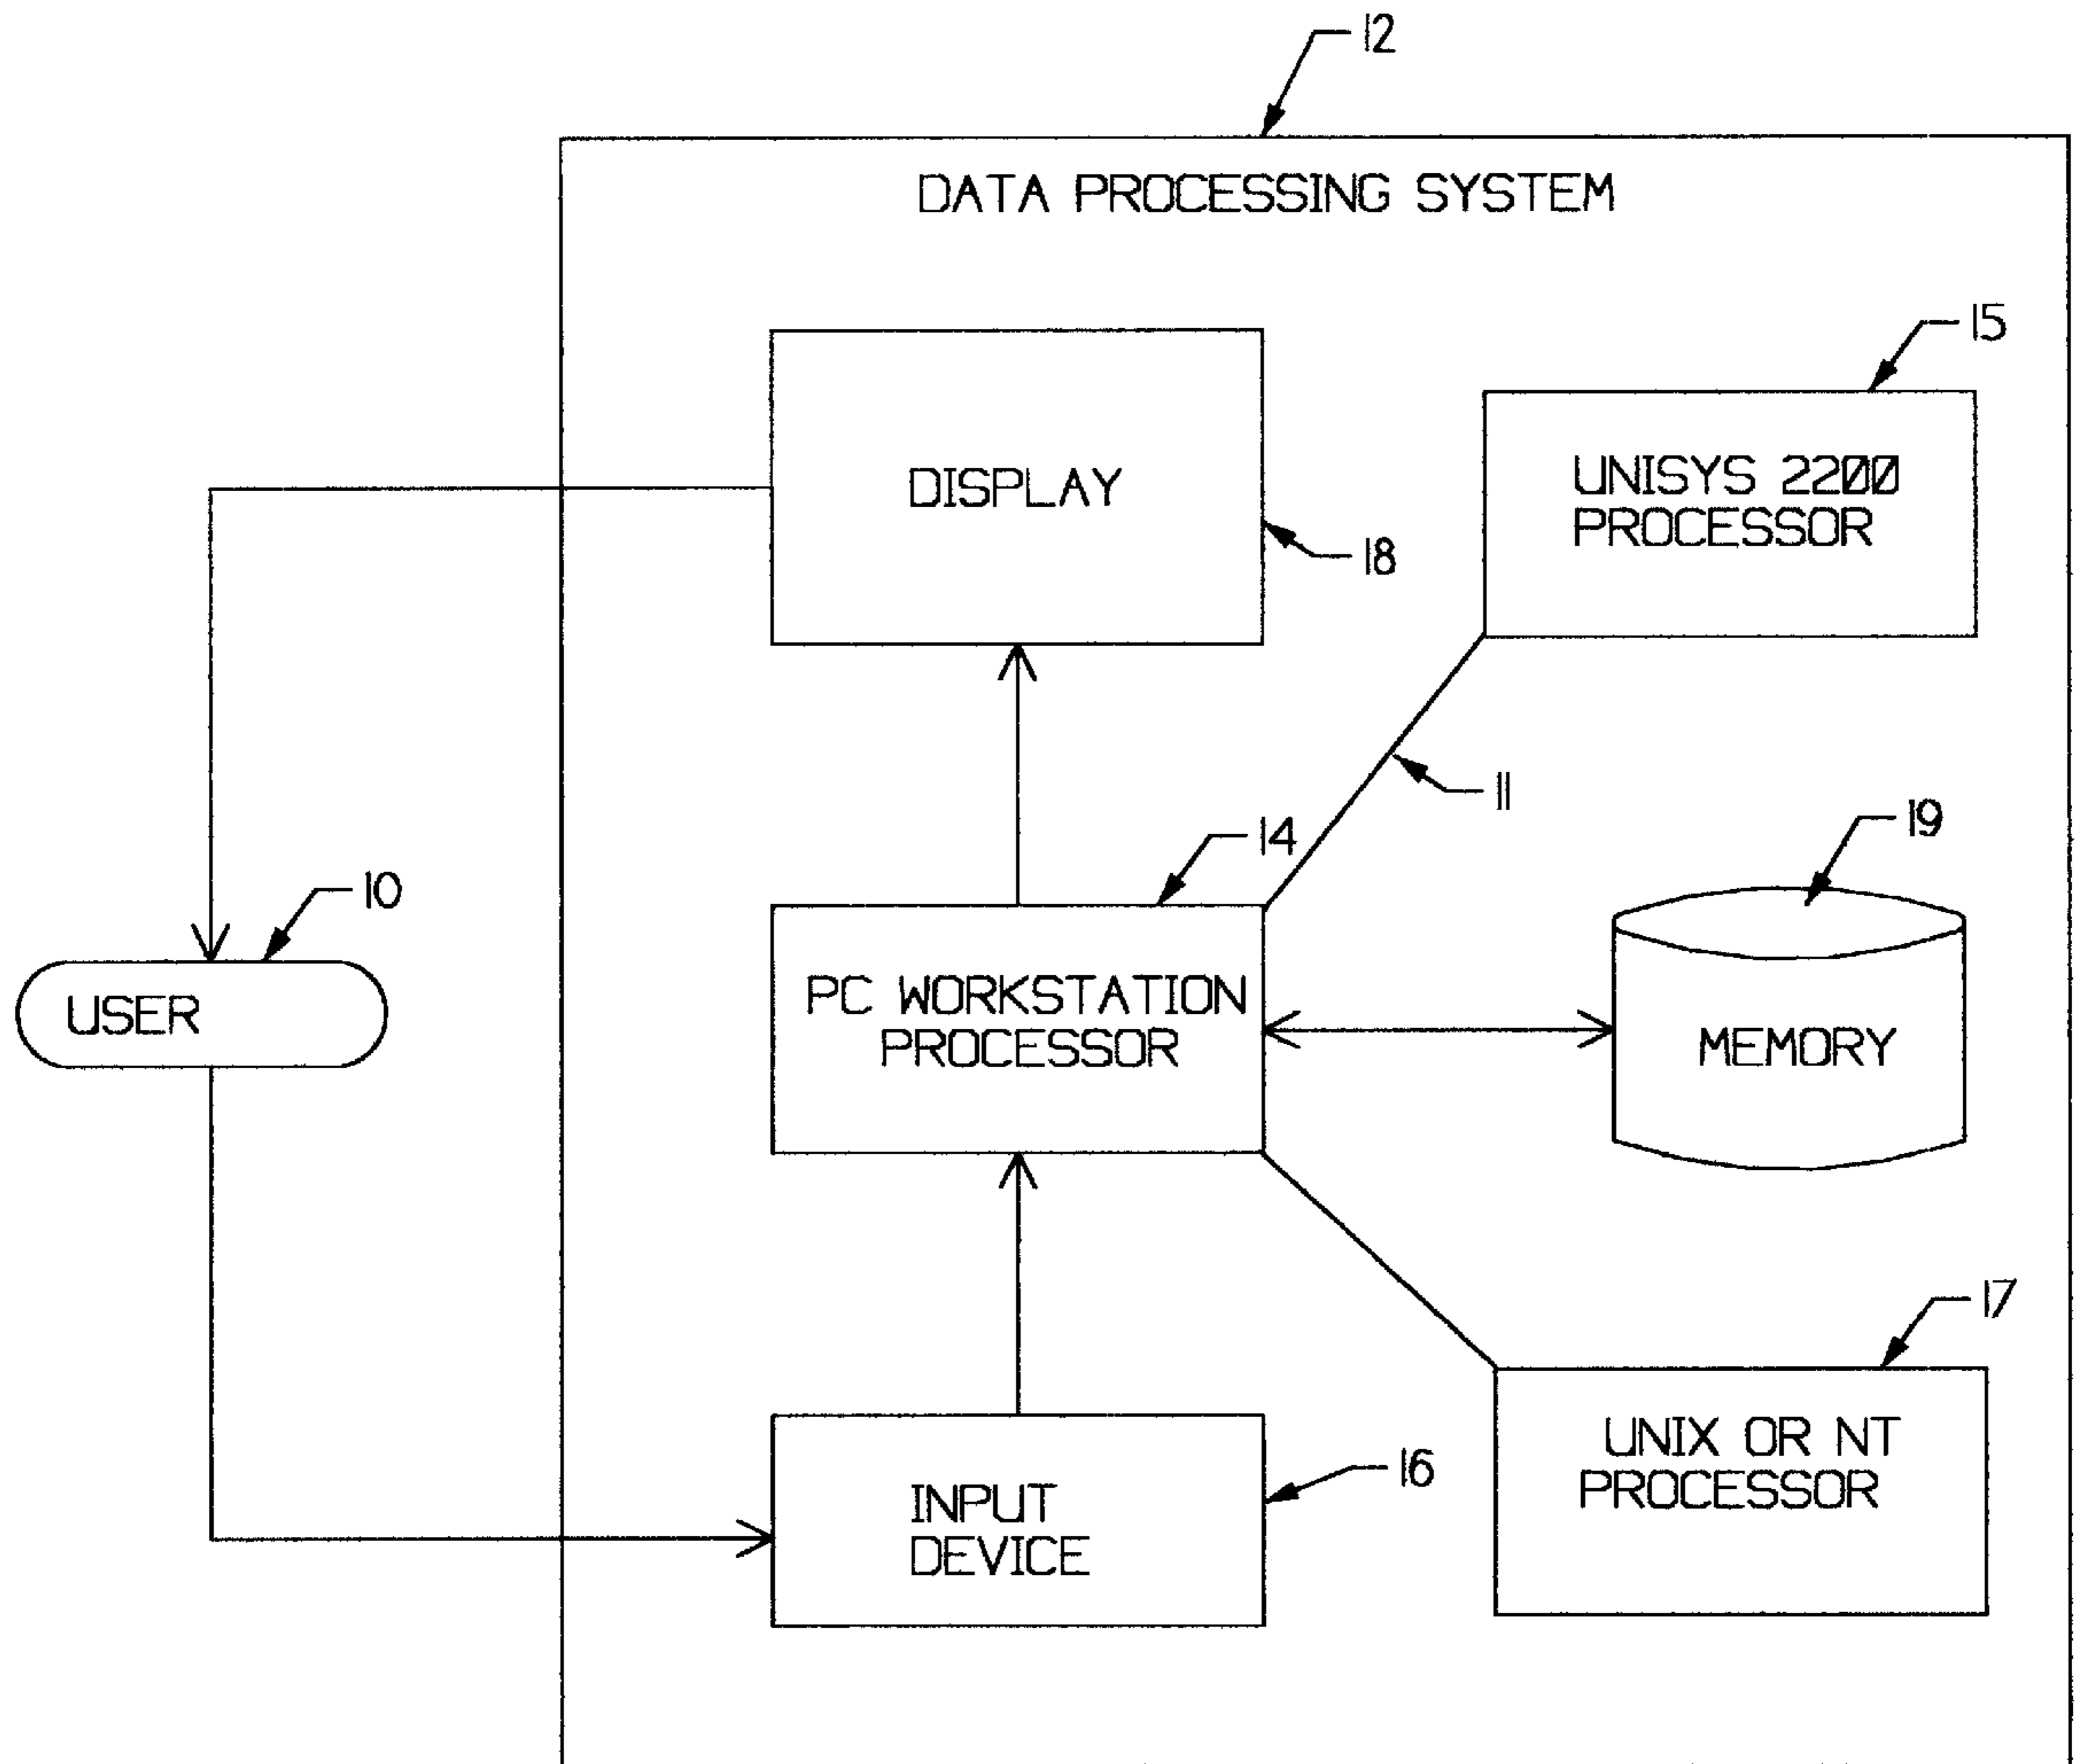 12
DATA PROCESSING SYSTEM
15
DISPLAY
UNISYS 2200
PROCESSOR
18
11
14
19
10
USER
PC WORKSTATION
PROCESSOR
MEMORY
17
16
INPUT
DEVICE
UNIX OR NT
PROCESSOR